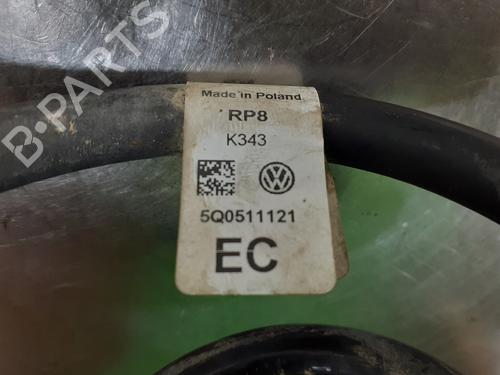 B-PARTS
Made in Poland
RP8
K343
5Q0511121
EC